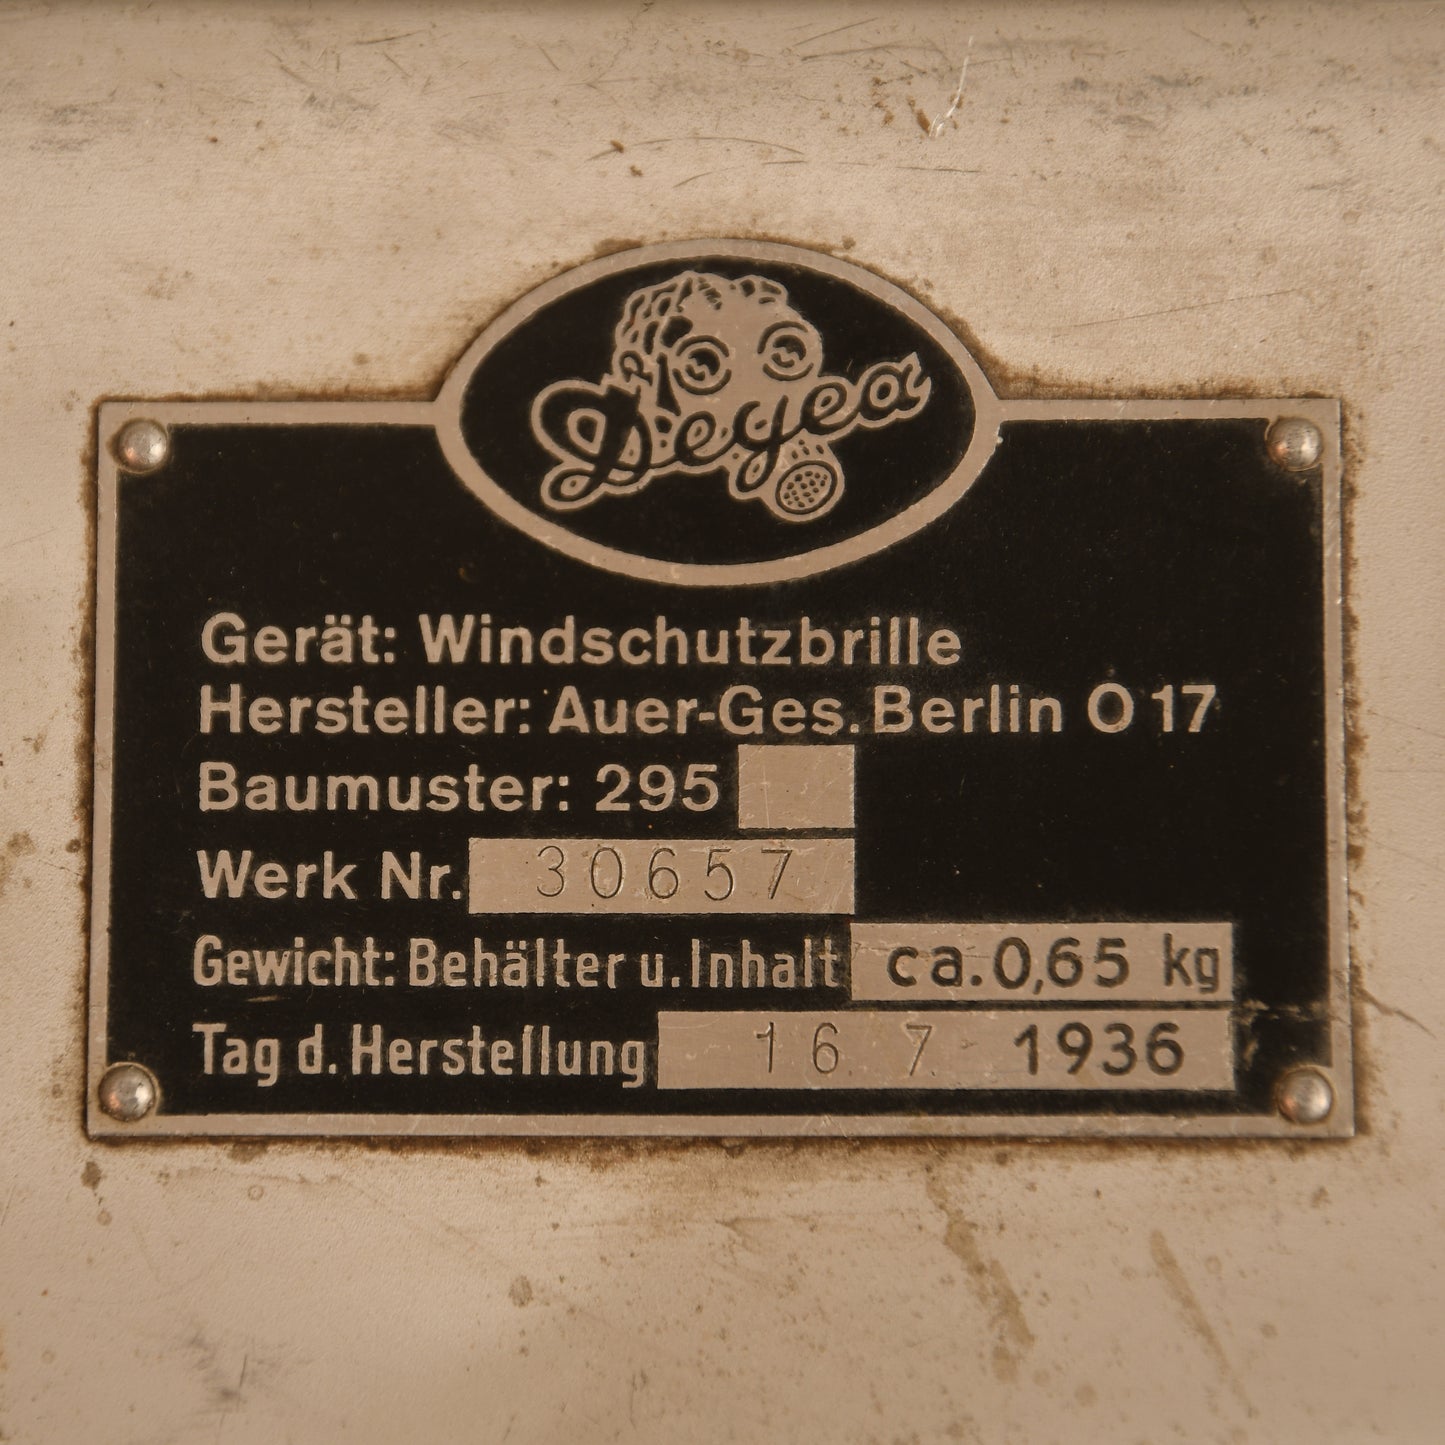 Degea
Gerät: Windschutzbrille
Hersteller: Auer-Ges. Berlin O 17
Baumuster: 295
Werk Nr. 30657
Gewicht: Behälter u. Inhalt ca. 0,65 kg
Tag d. Herstellung 16. 7. 1936